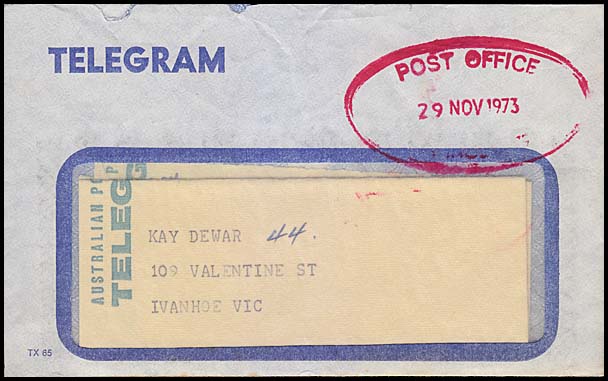 TELEGRAM
POST OFFICE
29 NOV 1973
AUSTRALIAN
TELEG
KAY DEWAR 44.
109 VALENTINE ST
IVANHOE VIC
TX 65